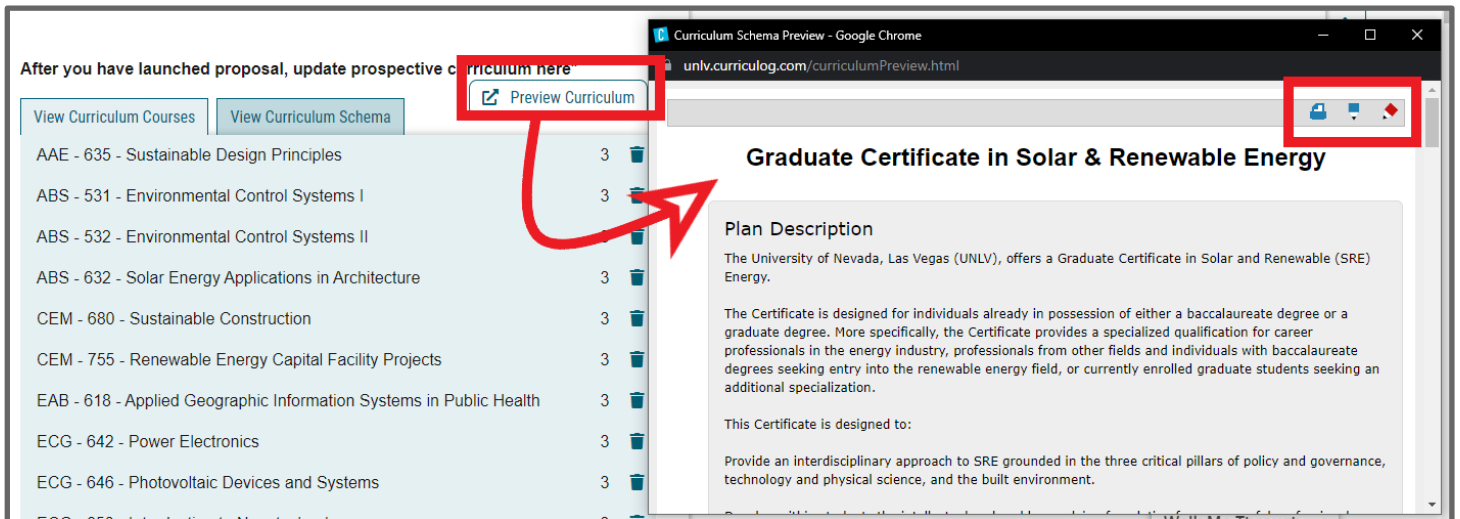 After you have launched proposal, update prospective curriculum here"
Preview Curriculum
View Curriculum Courses
View Curriculum Schema
AAE - 635 - Sustainable Design Principles 3
ABS - 531 - Environmental Control Systems I 3
ABS - 532 - Environmental Control Systems II
ABS - 632 - Solar Energy Applications in Architecture 3
CEM - 680 - Sustainable Construction 3
CEM - 755 - Renewable Energy Capital Facility Projects 3
EAB - 618 - Applied Geographic Information Systems in Public Health 3
ECG - 642 - Power Electronics 3
ECG - 646 - Photovoltaic Devices and Systems 3
Curriculum Schema Preview - Google Chrome
unlv.curriculog.com/curriculumPreview.html
Graduate Certificate in Solar & Renewable Energy
Plan Description
The University of Nevada, Las Vegas (UNLV), offers a Graduate Certificate in Solar and Renewable (SRE)
Energy.
The Certificate is designed for individuals already in possession of either a baccalaureate degree or a
graduate degree. More specifically, the Certificate provides a specialized qualification for career
professionals in the energy industry, professionals from other fields and individuals with baccalaureate
degrees seeking entry into the renewable energy field, or currently enrolled graduate students seeking an
additional specialization.
This Certificate is designed to:
Provide an interdisciplinary approach to SRE grounded in the three critical pillars of policy and governance,
technology and physical science, and the built environment.